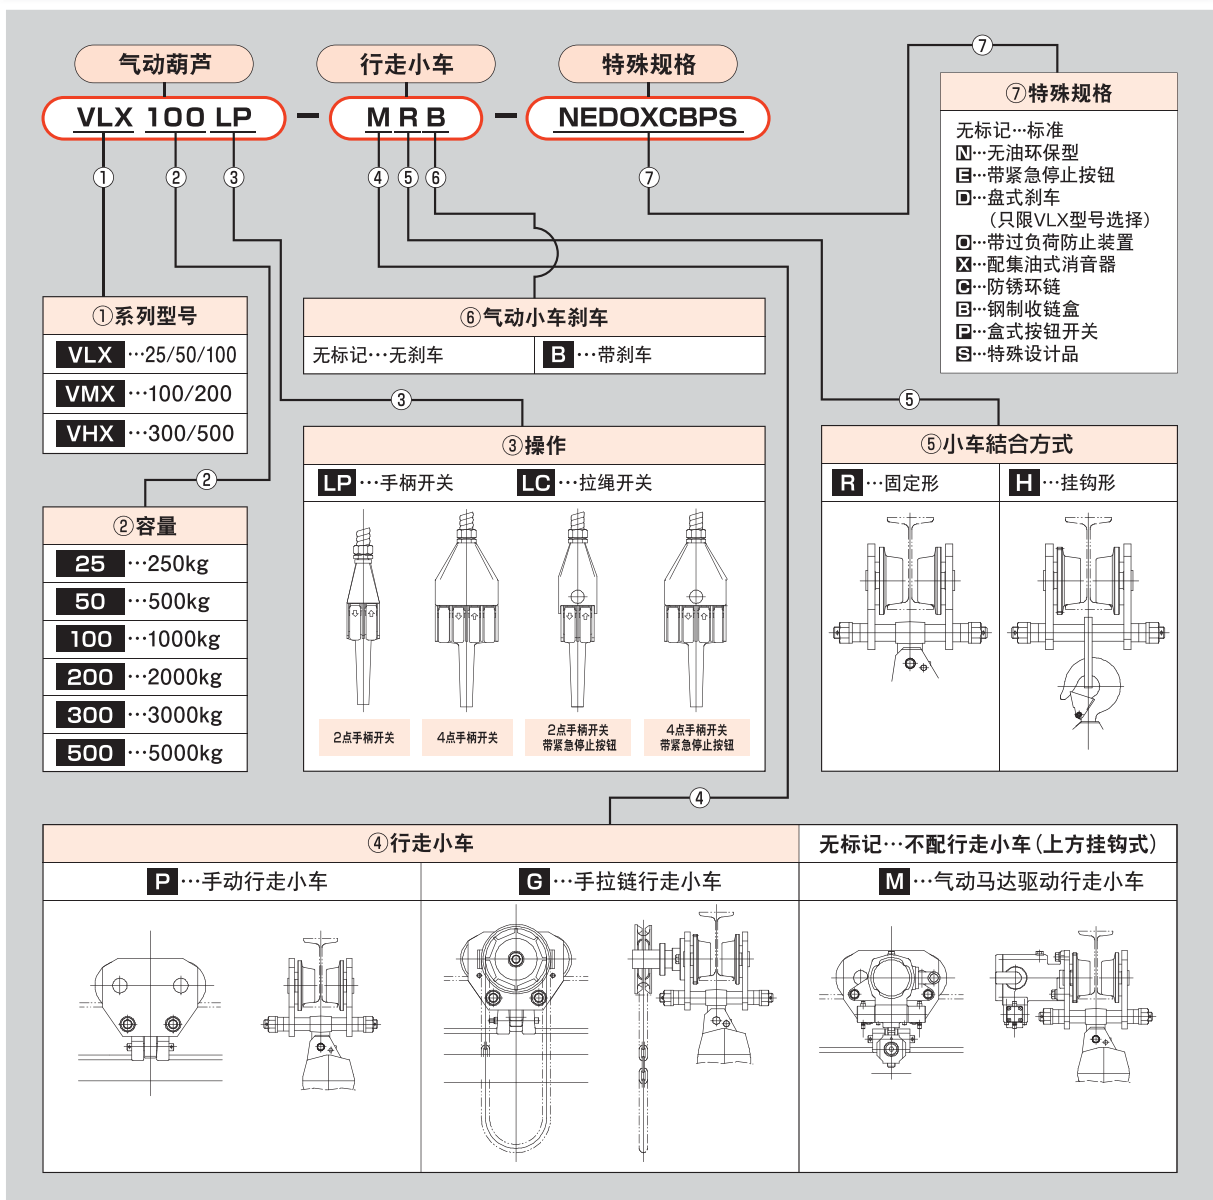 气动葫芦
行走小车
特殊规格
VLX 100 LP - M R B - NEDOXCBPS
① ② ③ ④ ⑤ ⑥ ⑦
⑦
⑦特殊规格
无标记…标准
N…无油环保型
E…带紧急停止按钮
D…盘式刹车
(只限VLX型号选择)
O…带过负荷防止装置
X…配集油式消音器
C…防锈环链
B…钢制收链盒
P…盒式按钮开关
S…特殊设计品
①系列型号
VLX…25/50/100
VMX…100/200
VHX…300/500
②
②容量
25…250kg
50…500kg
100…1000kg
200…2000kg
300…3000kg
500…5000kg
⑥气动小车刹车
无标记…无刹车
B…带刹车
③
③操作
LP…手柄开关
LC…拉绳开关
2点手柄开关
4点手柄开关
2点手柄开关
带紧急停止按钮
4点手柄开关
带紧急停止按钮
⑤
⑤小车結合方式
R…固定形
H…挂钩形
④
④行走小车
无标记…不配行走小车(上方挂钩式)
P…手动行走小车
G…手拉链行走小车
M…气动马达驱动行走小车